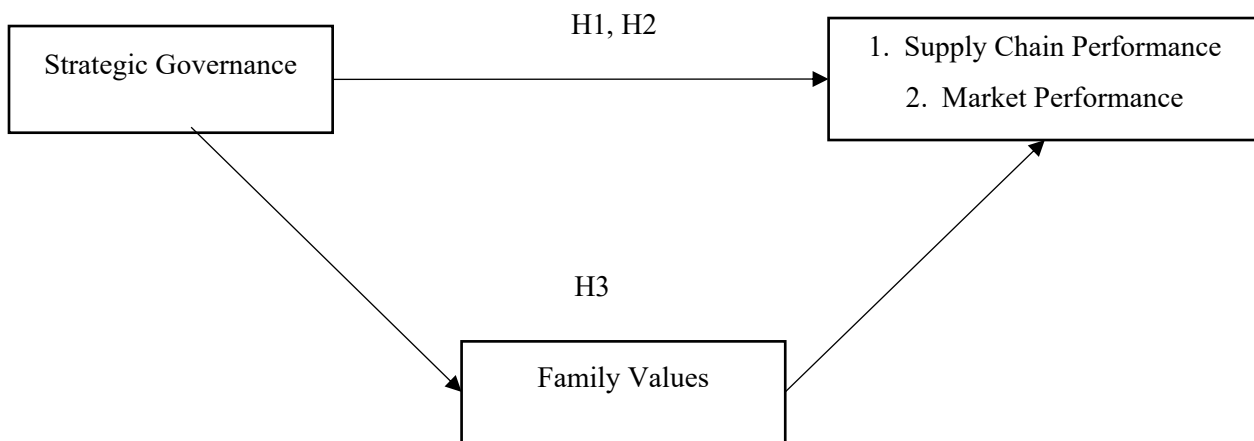 H1, H2
Strategic Governance
1. Supply Chain Performance
2. Market Performance
H3
Family Values